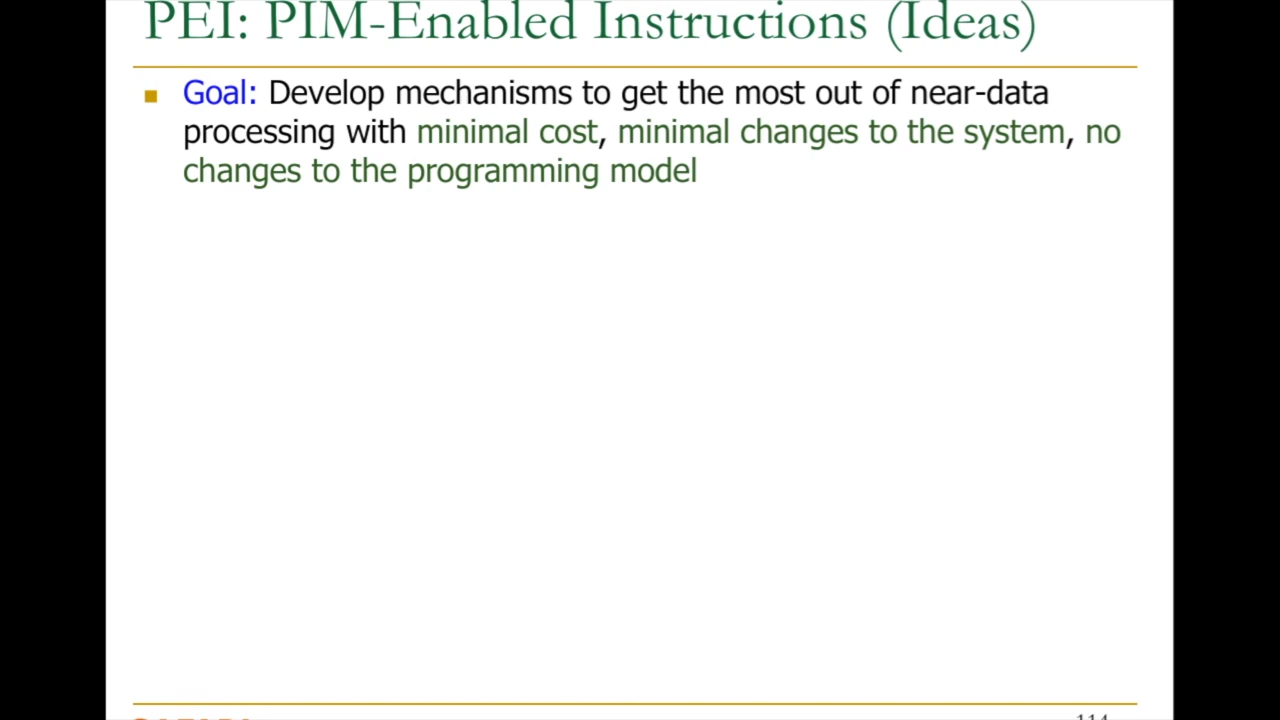 PEI: PIM-Enabled Instructions (Ideas)
Goal: Develop mechanisms to get the most out of near-data
processing with minimal cost, minimal changes to the system, no
changes to the programming model